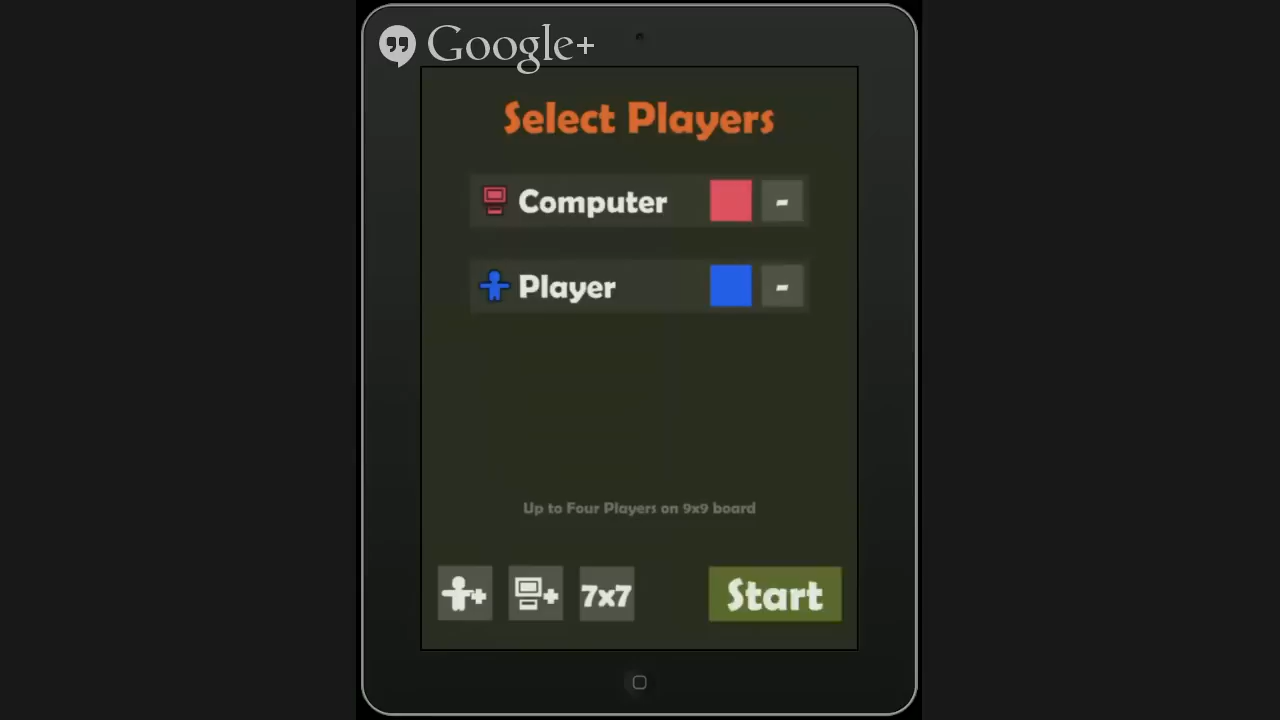 Google+
Select Players
Computer -
Player -
Up to Four Players on 9x9 board
7x7 Start